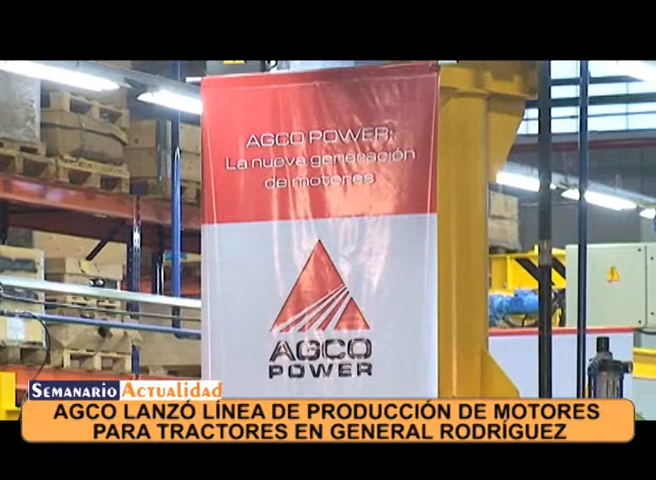 AGCO POWER:
La nueva generación
de motores
AGCO
POWER
SEMANARIO ACTUALIDAD
AGCO LANZÓ LÍNEA DE PRODUCCIÓN DE MOTORES
PARA TRACTORES EN GENERAL RODRÍGUEZ